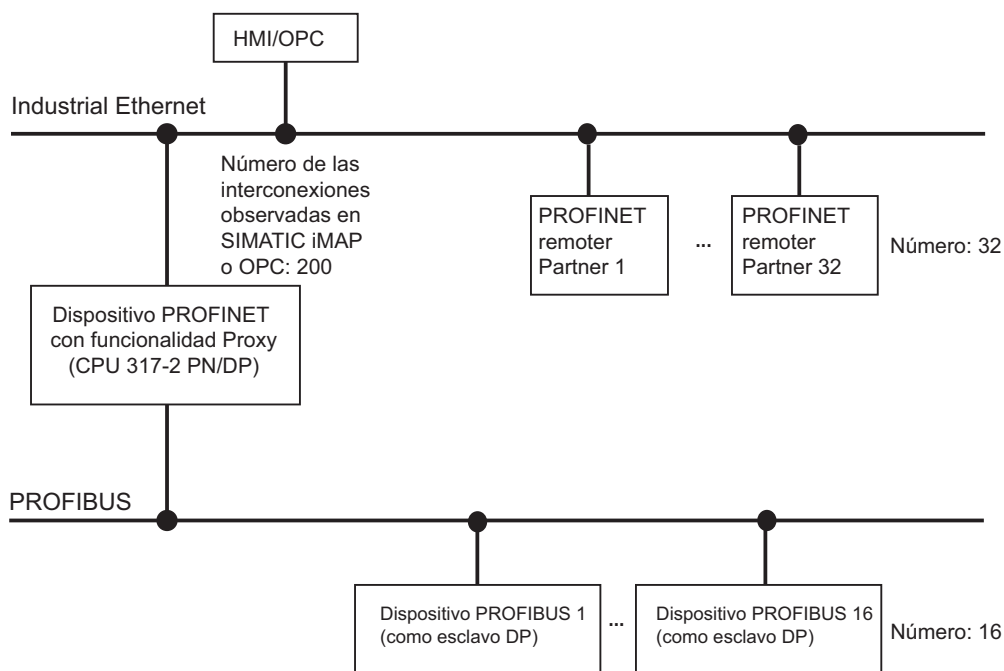 HMI/OPC
Industrial Ethernet
Número de las
interconexiones
observadas en
SIMATIC iMAP
o OPC: 200
PROFINET
remoter
Partner 1
...
PROFINET
remoter
Partner 32
Número: 32
Dispositivo PROFINET
con funcionalidad Proxy
(CPU 317-2 PN/DP)
PROFIBUS
Dispositivo PROFIBUS 1
(como esclavo DP)
...
Dispositivo PROFIBUS 16
(como esclavo DP)
Número: 16